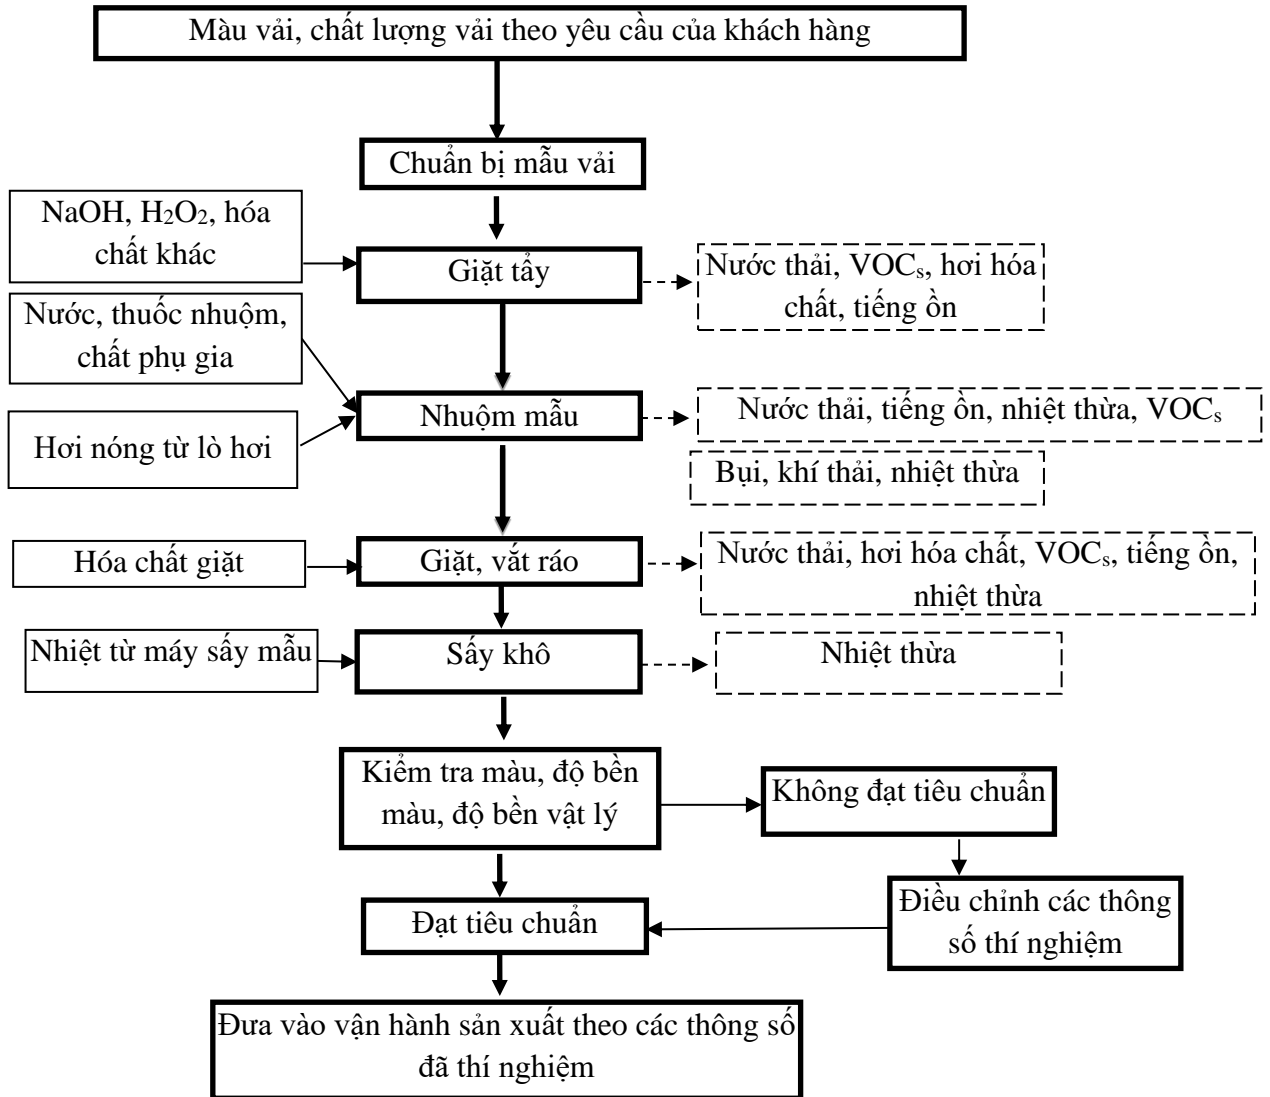 Màu vải, chất lượng vải theo yêu cầu của khách hàng
Chuẩn bị mẫu vải
NaOH, H₂O₂, hóa
chất khác
Giặt tẩy
Nước thải, VOCₛ, hơi hóa
chất, tiếng ồn
Nước, thuốc nhuộm,
chất phụ gia
Nhuộm mẫu
Nước thải, tiếng ồn, nhiệt thừa, VOCₛ
Hơi nóng từ lò hơi
Bụi, khí thải, nhiệt thừa
Hóa chất giặt
Giặt, vắt ráo
Nước thải, hơi hóa chất, VOCₛ, tiếng ồn,
nhiệt thừa
Nhiệt từ máy sấy mẫu
Sấy khô
Nhiệt thừa
Kiểm tra màu, độ bền
màu, độ bền vật lý
Không đạt tiêu chuẩn
Điều chỉnh các thông
số thí nghiệm
Đạt tiêu chuẩn
Đưa vào vận hành sản xuất theo các thông số
đã thí nghiệm